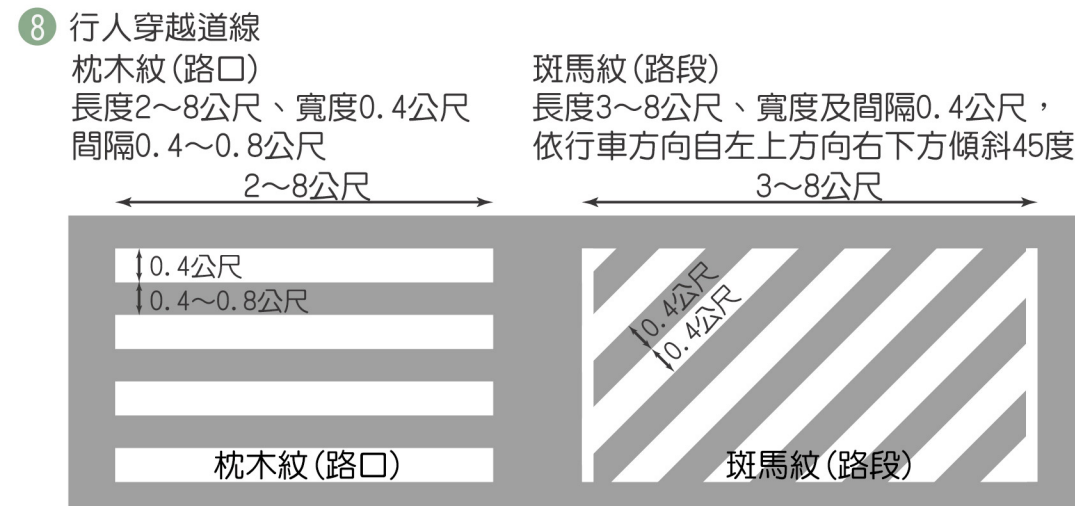 8 行人穿越道線
枕木紋(路口)
長度2～8公尺、寬度0.4公尺
間隔0.4～0.8公尺
2～8公尺
0.4公尺
0.4～0.8公尺
枕木紋(路口)
斑馬紋(路段)
長度3～8公尺、寬度及間隔0.4公尺，
依行車方向自左上方向右下方傾斜45度
3～8公尺
0.4公尺
0.4公尺
斑馬紋(路段)